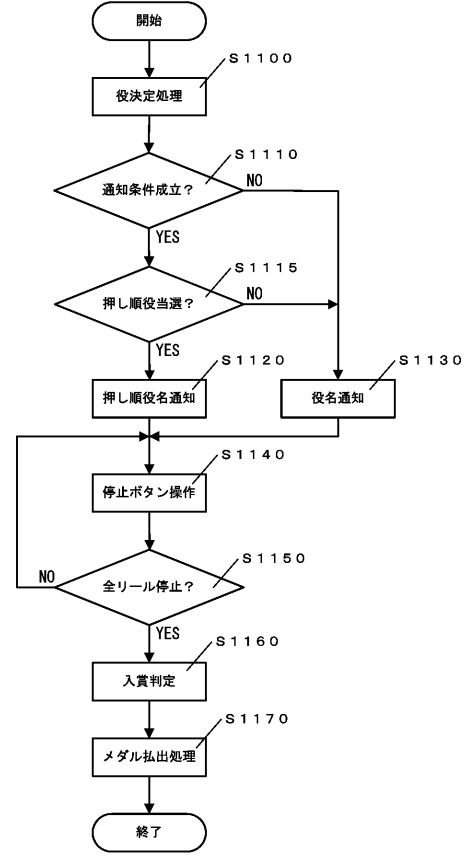 開始
S1100
役決定処理
S1110
通知条件成立?
NO
YES
S1115
押し順役当選?
NO
YES
S1120
押し順役名通知
S1130
役名通知
S1140
停止ボタン操作
S1150
全リール停止?
NO
YES
S1160
入賞判定
S1170
メダル払出処理
終了